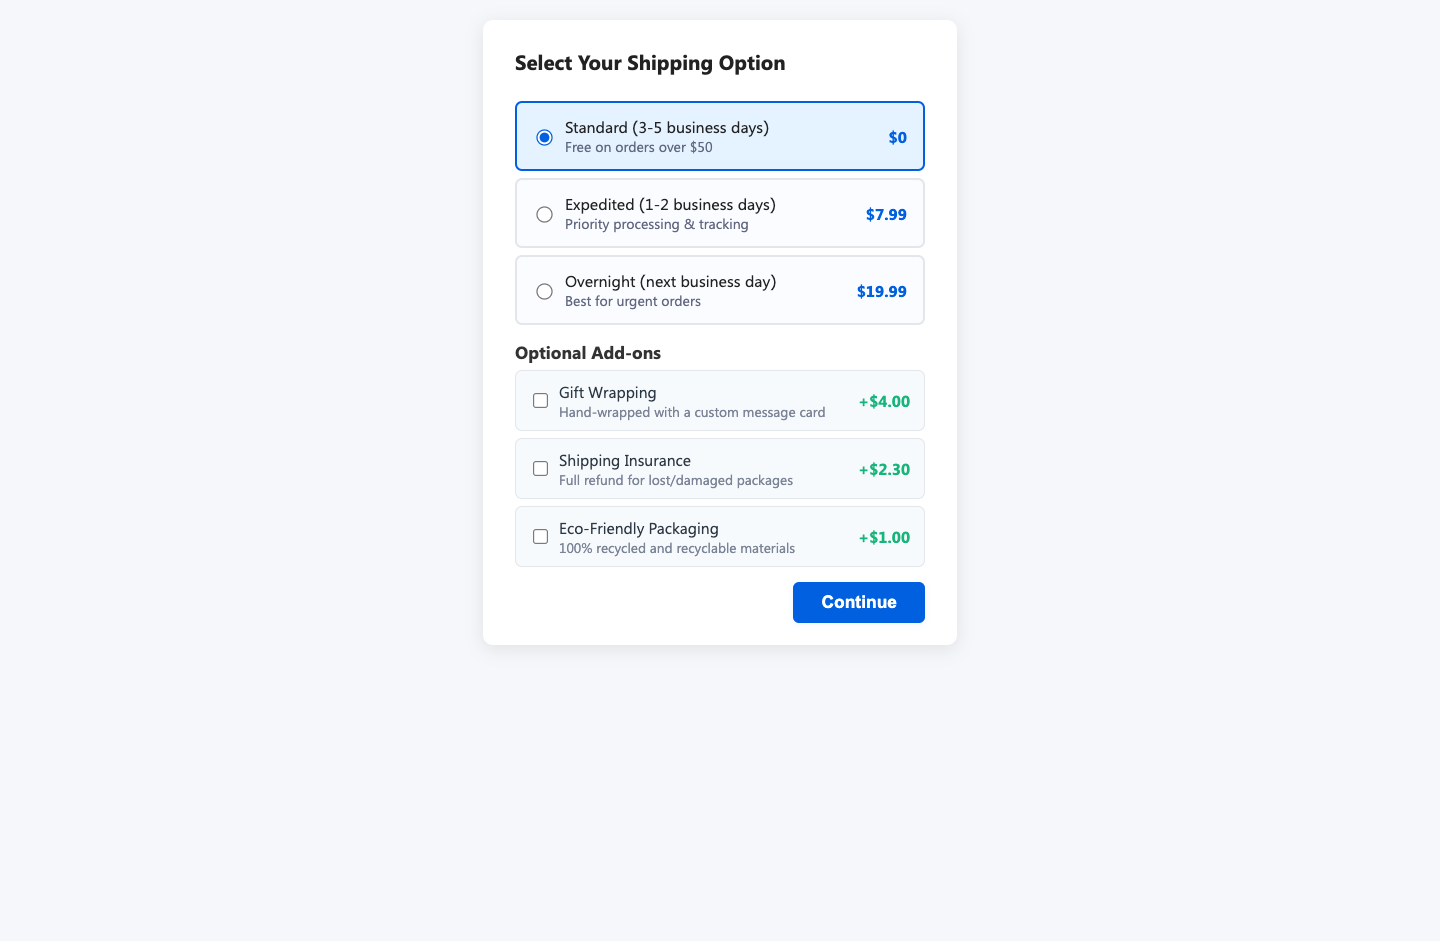 Select Your Shipping Option
Standard (3-5 business days)
Free on orders over $50
$0
Expedited (1-2 business days)
Priority processing & tracking
$7.99
Overnight (next business day)
Best for urgent orders
$19.99
Optional Add-ons
Gift Wrapping
Hand-wrapped with a custom message card
+$4.00
Shipping Insurance
Full refund for lost/damaged packages
+$2.30
Eco-Friendly Packaging
100% recycled and recyclable materials
+$1.00
Continue